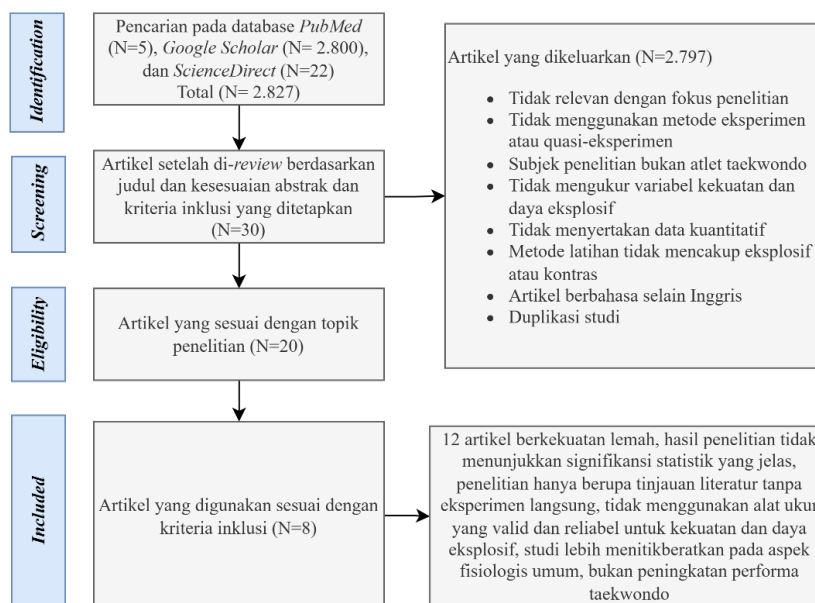 Identification
Pencarian pada database PubMed
(N=5), Google Scholar (N= 2.800),
dan ScienceDirect (N=22)
Total (N= 2.827)
Artikel yang dikeluarkan (N=2.797)
• Tidak relevan dengan fokus penelitian
• Tidak menggunakan metode eksperimen
atau quasi-eksperimen
• Subjek penelitian bukan atlet taekwondo
• Tidak mengukur variabel kekuatan dan
daya eksplosif
• Tidak menyertakan data kuantitatif
• Metode latihan tidak mencakup eksplosif
atau kontras
• Artikel berbahasa selain Inggris
• Duplikasi studi
Screening
Artikel setelah di-review berdasarkan
judul dan kesesuaian abstrak dan
kriteria inklusi yang ditetapkan
(N=30)
Eligibility
Artikel yang sesuai dengan topik
penelitian (N=20)
Included
Artikel yang digunakan sesuai dengan
kriteria inklusi (N=8)
12 artikel berkekuatan lemah, hasil penelitian tidak
menunjukkan signifikansi statistik yang jelas,
penelitian hanya berupa tinjauan literatur tanpa
eksperimen langsung, tidak menggunakan alat ukur
yang valid dan reliabel untuk kekuatan dan daya
eksplosif, studi lebih menitikberatkan pada aspek
fisiologis umum, bukan peningkatan performa
taekwondo